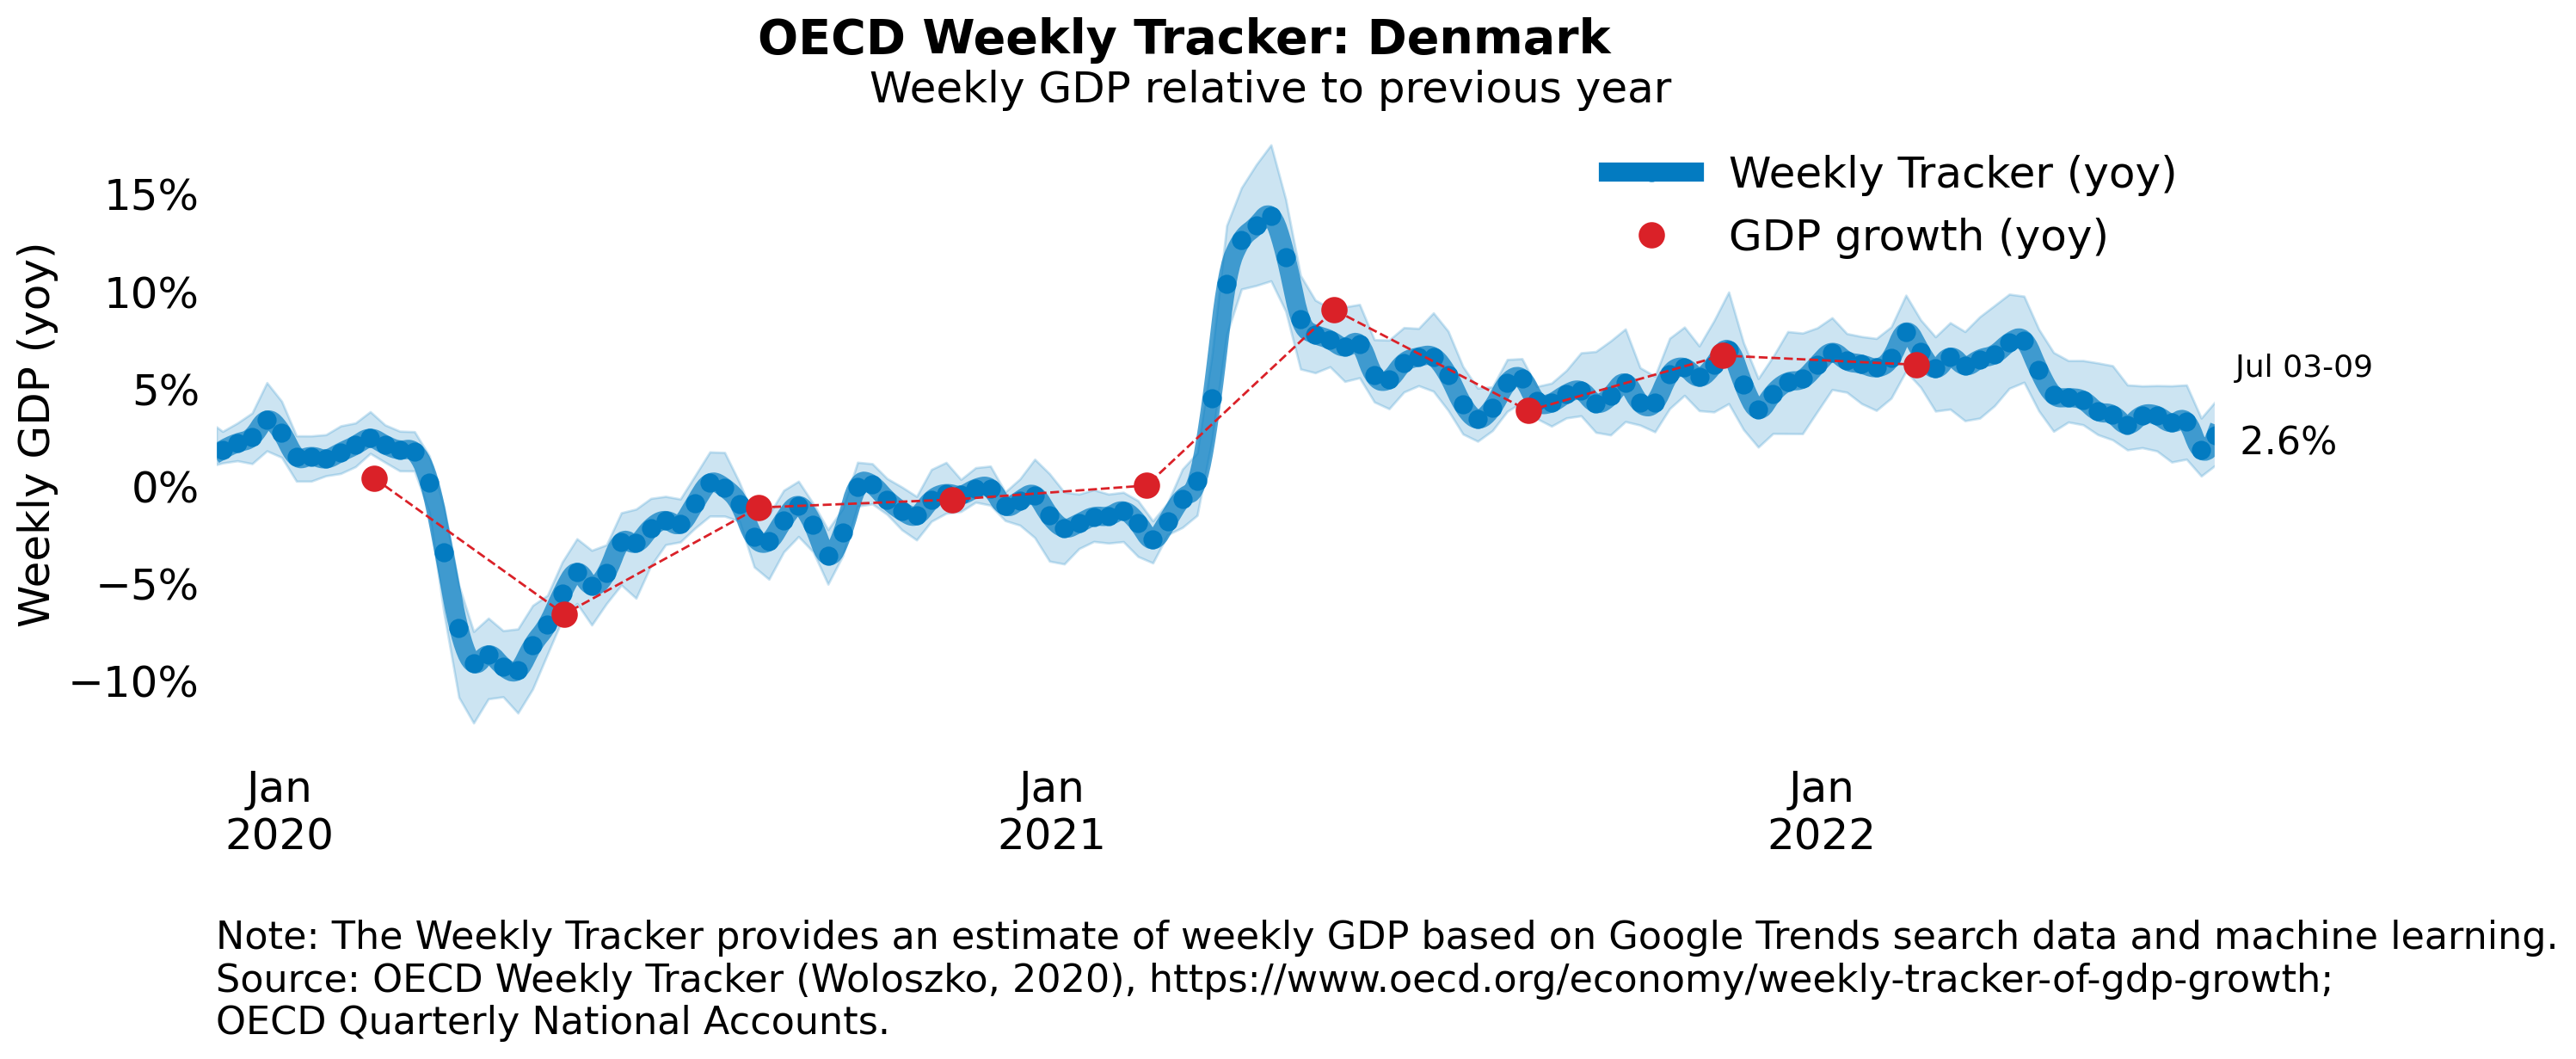 OECD Weekly Tracker: Denmark
Weekly GDP relative to previous year
Weekly Tracker (yoy)
GDP growth (yoy)
Weekly GDP (yoy)
15%
10%
5%
0%
−5%
−10%
Jul 03-09
2.6%
Jan
2020
Jan
2021
Jan
2022
Note: The Weekly Tracker provides an estimate of weekly GDP based on Google Trends search data and machine learning.
Source: OECD Weekly Tracker (Woloszko, 2020), https://www.oecd.org/economy/weekly-tracker-of-gdp-growth;
OECD Quarterly National Accounts.